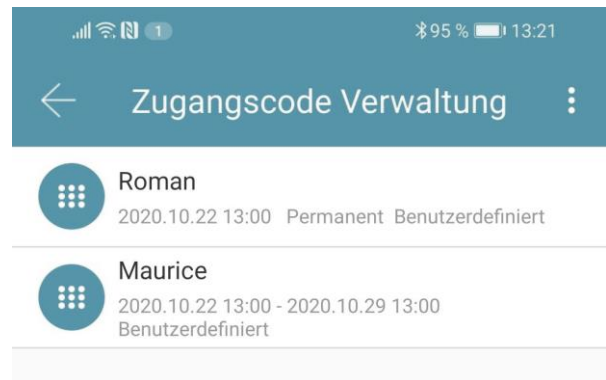 1 95 % 13:21
Zugangscode Verwaltung
Roman
2020.10.22 13:00 Permanent Benutzerdefiniert
Maurice
2020.10.22 13:00 - 2020.10.29 13:00
Benutzerdefiniert